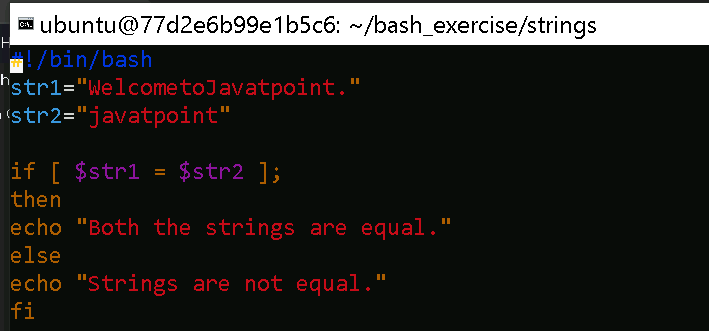 ubuntu@77d2e6b99e1b5c6: ~/bash_exercise/strings
#!/bin/bash
str1="WelcometoJavatpoint."
str2="javatpoint"
if [ $str1 = $str2 ];
then
echo "Both the strings are equal."
else
echo "Strings are not equal."
fi